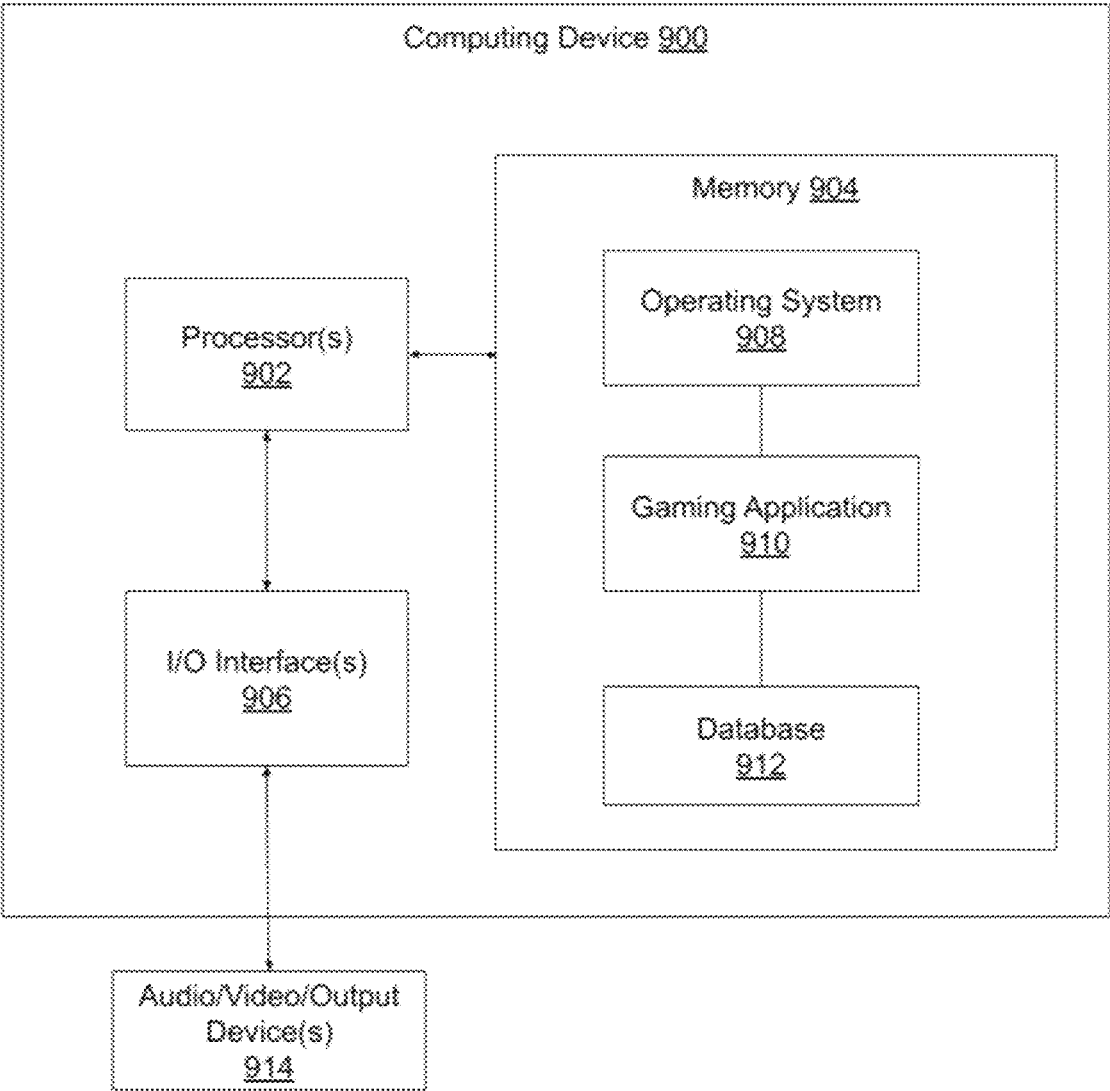 Computing Device 900
Memory 904
Operating System
908
Processor(s)
902
Gaming Application
910
I/O Interface(s)
906
Database
912
Audio/Video/Output
Device(s)
914